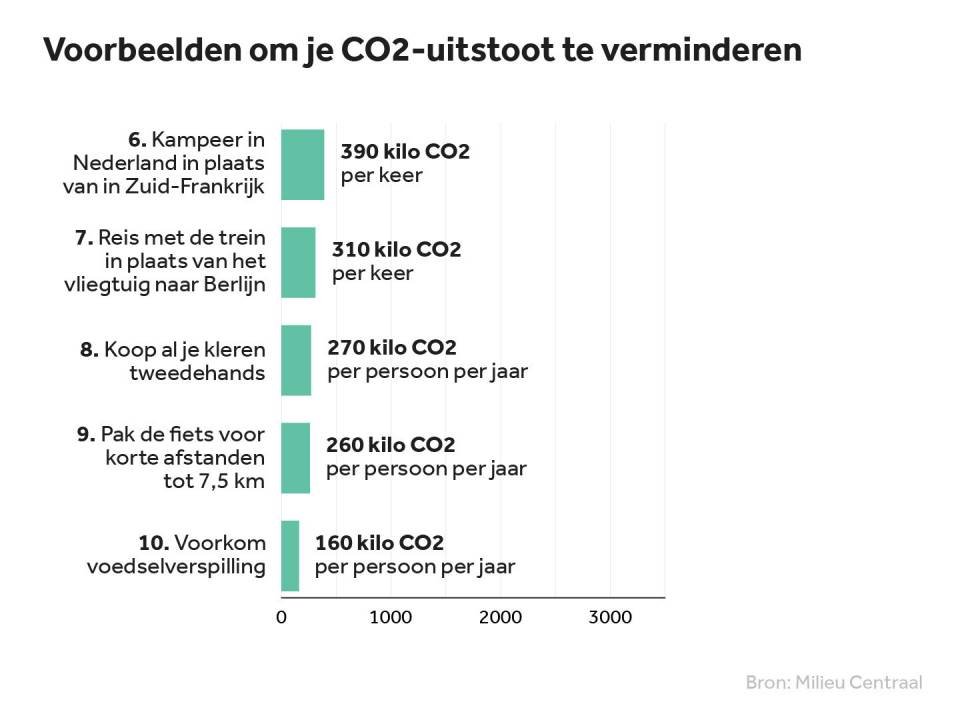 Voorbeelden om je CO2-uitstoot te verminderen
6. Kampeer in
Nederland in plaats
van in Zuid-Frankrijk
390 kilo CO2
per keer
7. Reis met de trein
in plaats van het
vliegtuig naar Berlijn
310 kilo CO2
per keer
8. Koop al je kleren
tweedehands
270 kilo CO2
per persoon per jaar
9. Pak de fiets voor
korte afstanden
tot 7,5 km
260 kilo CO2
per persoon per jaar
10. Voorkom
voedselverspilling
160 kilo CO2
per persoon per jaar
0 1000 2000 3000
Bron: Milieu Centraal